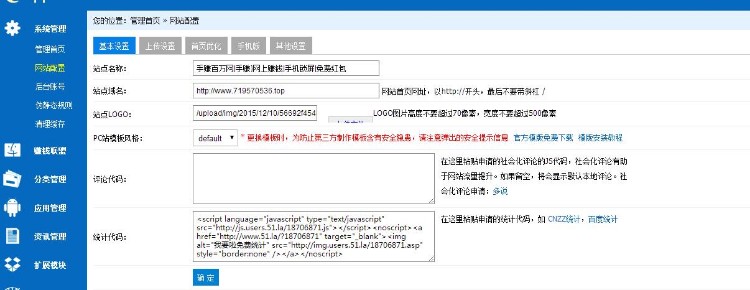 您的位置：管理首页 » 网站配置
系统管理
管理首页
网站配置
后台账号
伪静态规则
清理缓存
赚钱联盟
分类管理
应用管理
资讯管理
扩展模块
基本设置 上传设置 首页优化 手机版 其他设置
站点名称： 手赚百万网|手赚|网上赚钱|手机锁屏|免费红包
站点域名： http://www.719570536.top 网站首页网址，以http://开头，最后不要带斜杠 /
站点LOGO： /upload/img/2015/12/10/56692f454 LOGO图片高度不要超过70像素，宽度不要超过500像素
PC站模板风格： default * 更换模板时，为防止第三方制作模板含有安全隐患，请注意弹出的安全提示信息 官方模版免费下载 模版安装教程
评论代码： 在这里粘贴申请的社会化评论的JS代码，社会化评论有助
于网站流量提升。如果留空，将会显示默认本地评论。社
会化评论申请：多说
统计代码： <script language="javascript" type="text/javascript"
src="http://js.users.51.la/18706871.js"></script><noscript><a
href="http://www.51.la/?18706871" target="_blank"><img
alt="我要啦免费统计" src="http://img.users.51.la/18706871.asp"
style="border:none" /></a></noscript>
在这里粘贴申请的统计代码，如 CNZZ统计，百度统计
确 定